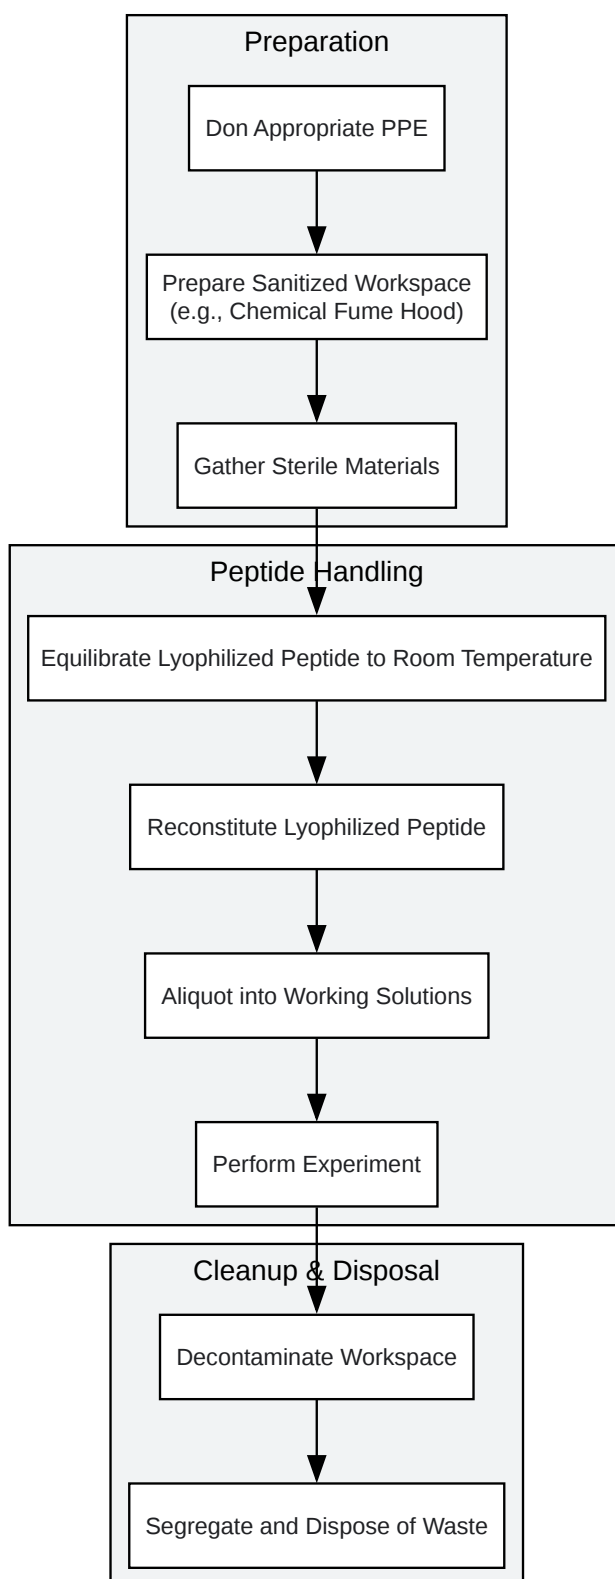 Preparation
Don Appropriate PPE
Prepare Sanitized Workspace
(e.g., Chemical Fume Hood)
Gather Sterile Materials
Peptide Handling
Equilibrate Lyophilized Peptide to Room Temperature
Reconstitute Lyophilized Peptide
Aliquot into Working Solutions
Perform Experiment
Cleanup & Disposal
Decontaminate Workspace
Segregate and Dispose of Waste